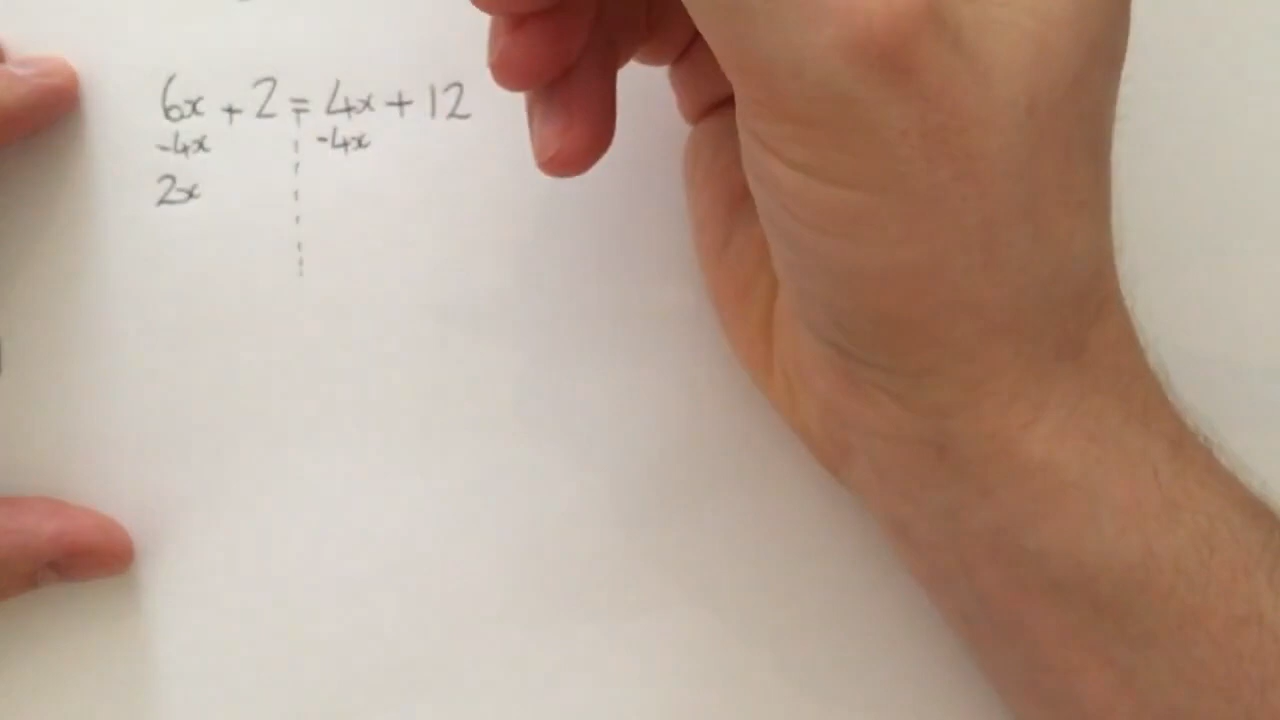 6x + 2 = 4x + 12
-4x -4x
2x